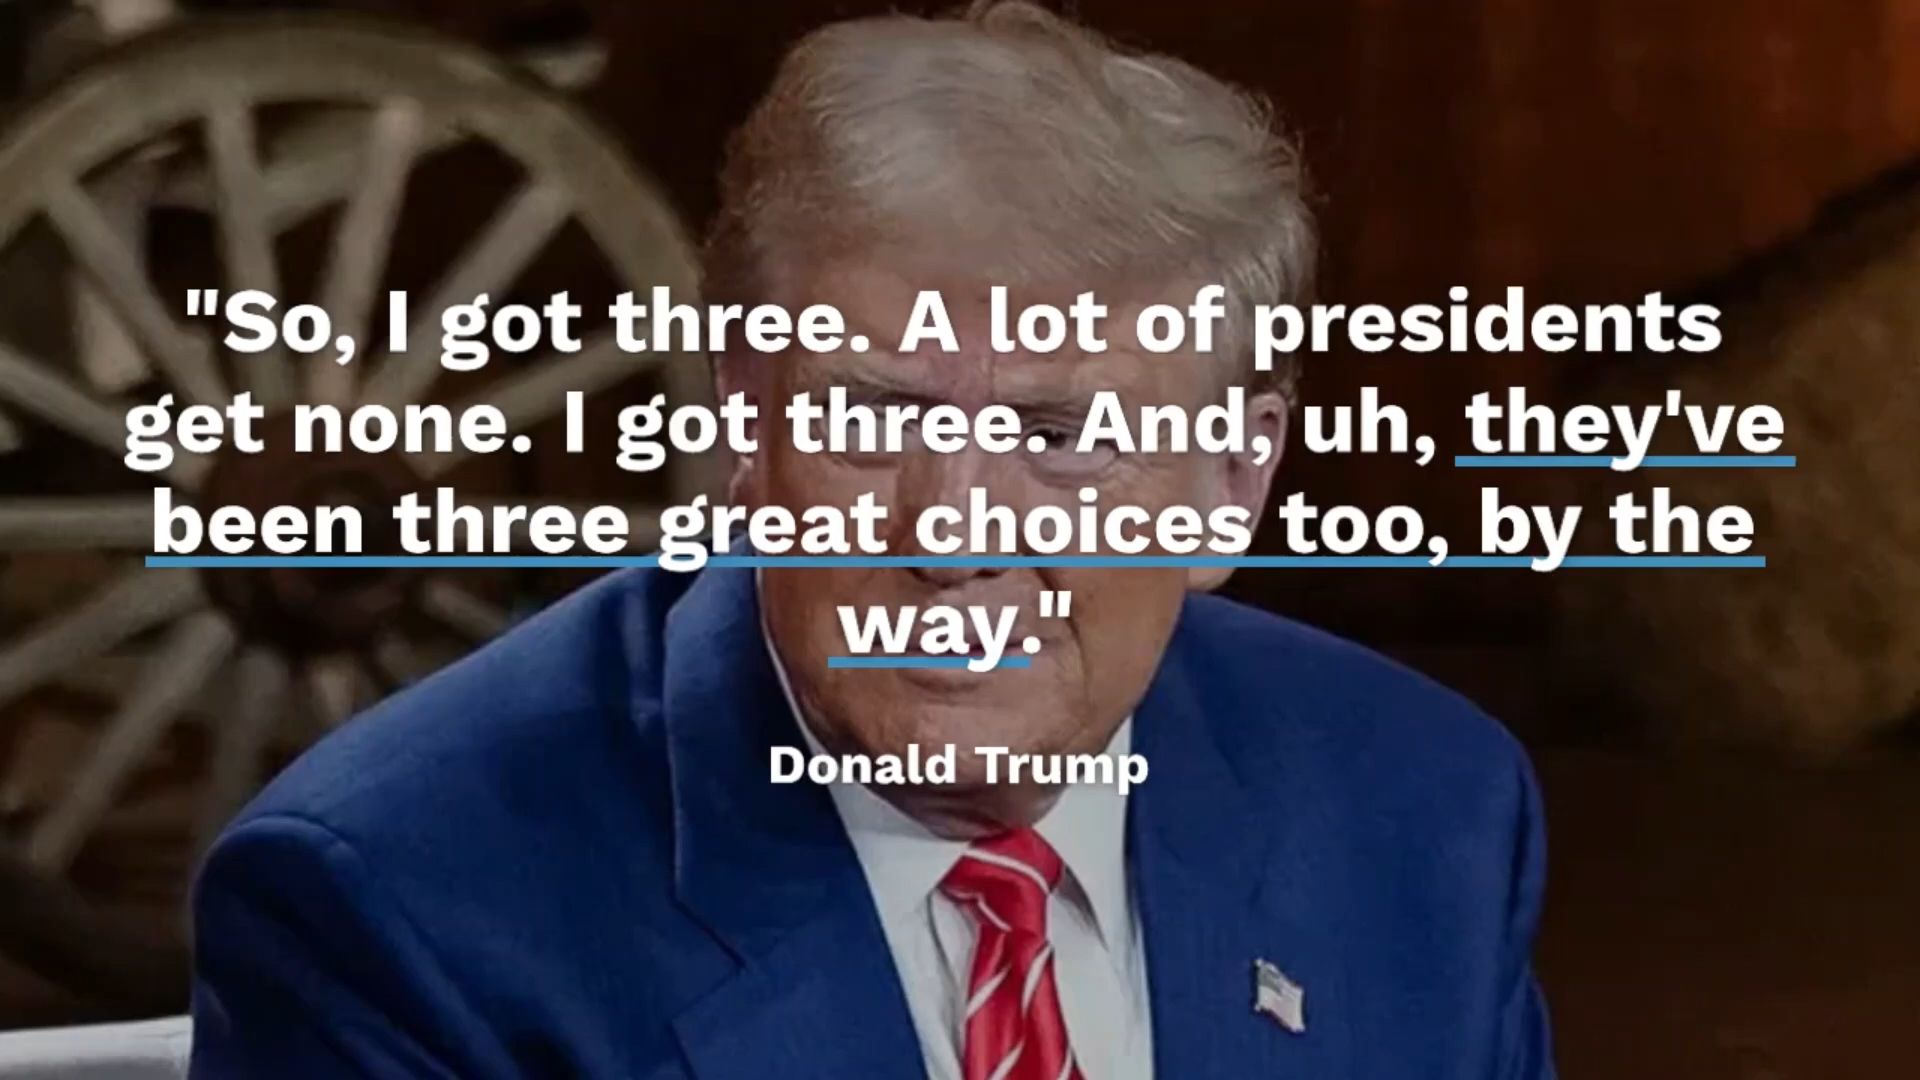 "So, I got three. A lot of presidents
get none. I got three. And, uh, they've
been three great choices too, by the
way."
Donald Trump